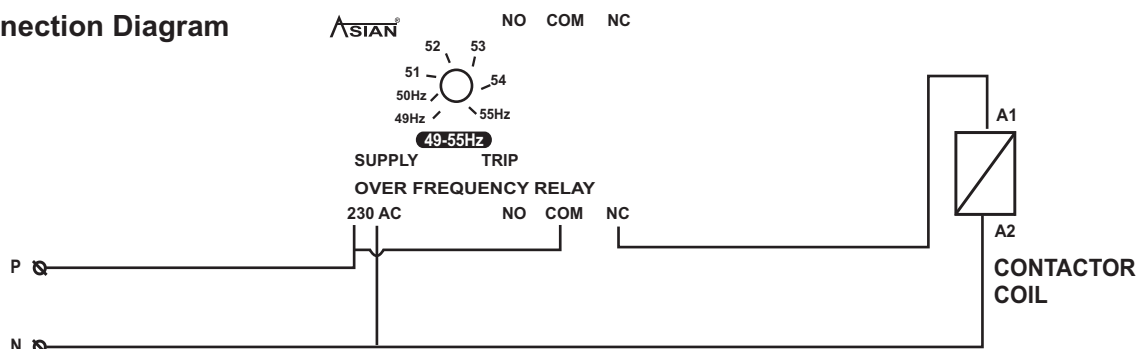 nnection Diagram
ASIAN®
NO COM NC
52 53
51 54
50Hz
49Hz 55Hz
49-55Hz
SUPPLY TRIP
OVER FREQUENCY RELAY
230 AC NO COM NC
A1
A2
P
CONTACTOR
COIL
N